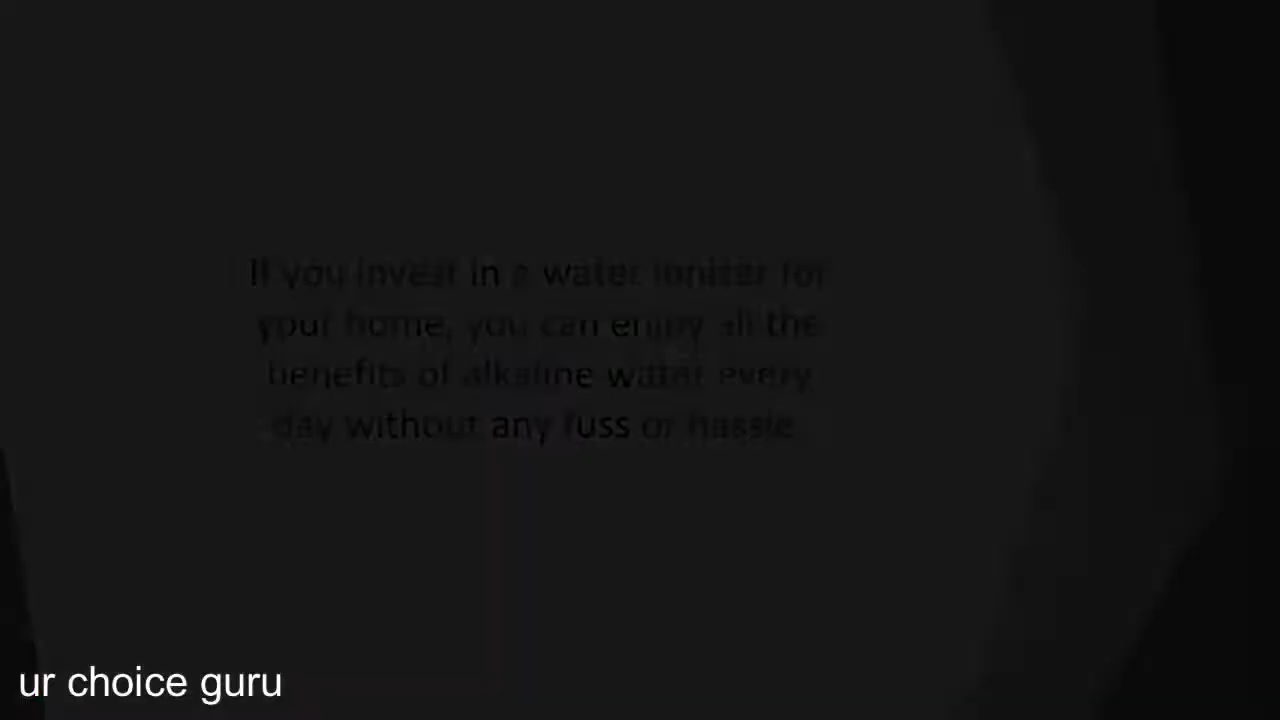 If you invest in a water ionizer for
your home, you can enjoy all the
benefits of alkaline water every
day without any fuss or hassle
ur choice guru